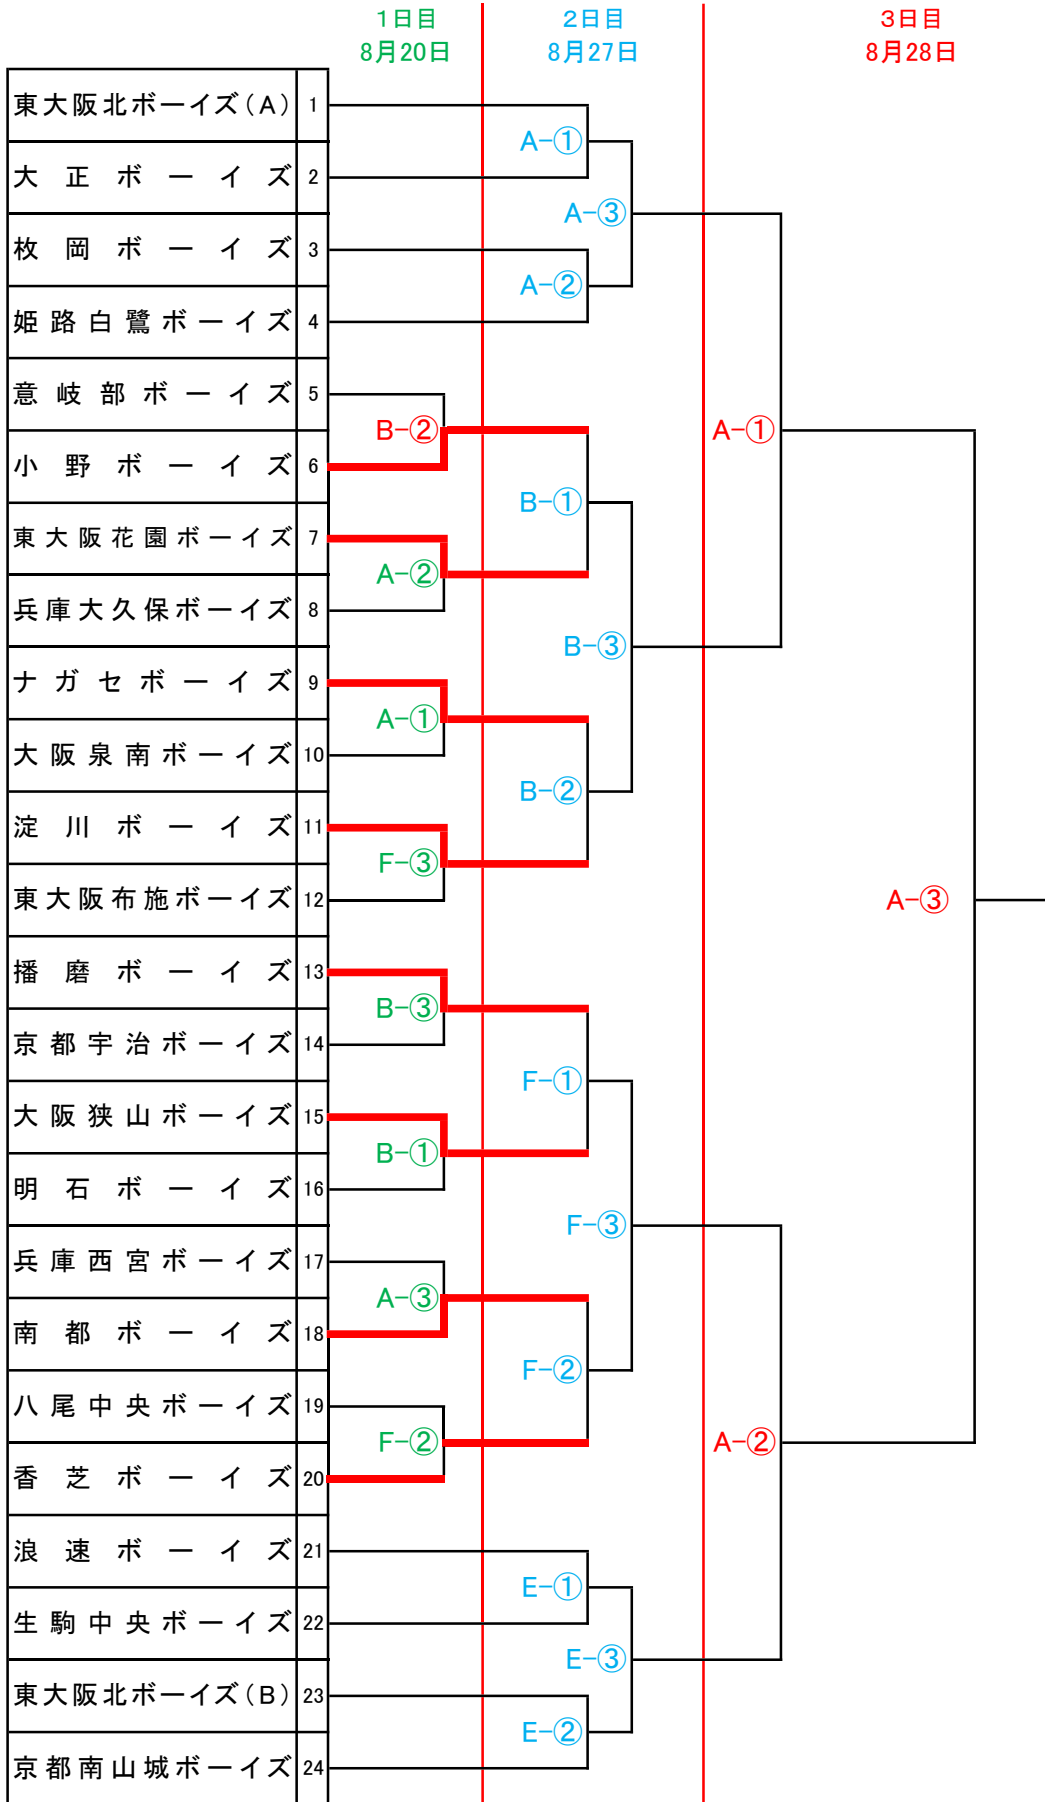 1日目 2日目 3日目
8月20日 8月27日 8月28日
東大阪北ボーイズ(A) 1
A-①
大正ボーイズ 2
A-③
枚岡ボーイズ 3
A-②
姫路白鷺ボーイズ 4
意岐部ボーイズ 5
B-② A-①
小野ボーイズ 6
B-①
東大阪花園ボーイズ 7
A-②
兵庫大久保ボーイズ 8
B-③
ナガセボーイズ 9
A-①
大阪泉南ボーイズ 10
B-②
淀川ボーイズ 11
F-③
東大阪布施ボーイズ 12
A-③
播磨ボーイズ 13
B-③
京都宇治ボーイズ 14
F-①
大阪狭山ボーイズ 15
B-①
明石ボーイズ 16
F-③
兵庫西宮ボーイズ 17
A-③
南都ボーイズ 18
F-②
八尾中央ボーイズ 19
F-② A-②
香芝ボーイズ 20
浪速ボーイズ 21
E-①
生駒中央ボーイズ 22
E-③
東大阪北ボーイズ(B) 23
E-②
京都南山城ボーイズ 24